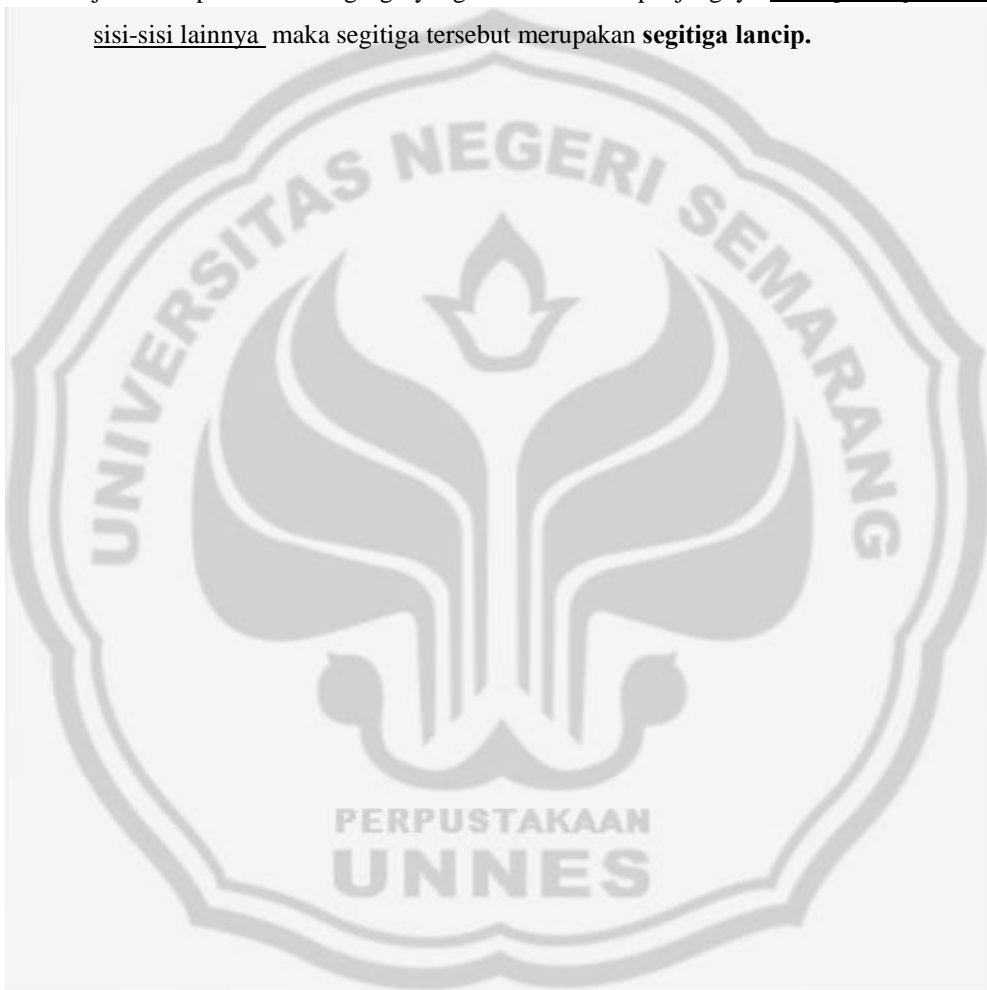 sisi-sisi lainnya maka segitiga tersebut merupakan segitiga lancip.
UNIVERSITAS NEGERI SEMARANG
PERPUSTAKAAN
UNNES